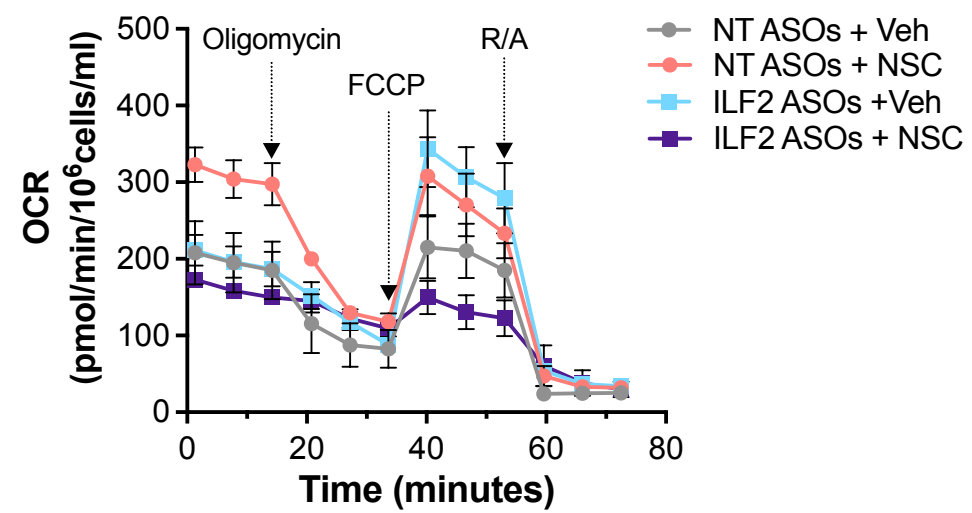 500
400
300
200
100
0
OCR
(pmol/min/10⁶cells/ml)
Oligomycin
FCCP
R/A
NT ASOs + Veh
NT ASOs + NSC
ILF2 ASOs +Veh
ILF2 ASOs + NSC
0 20 40 60 80
Time (minutes)